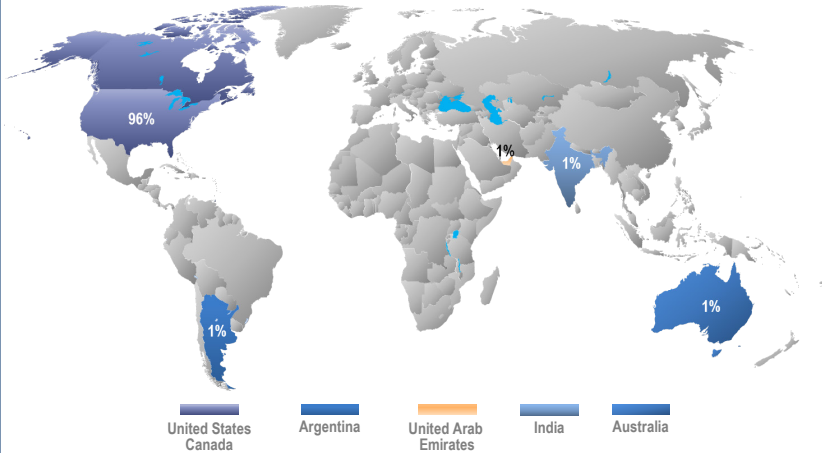 96%
1%
1%
1%
1%
United States
Canada
Argentina
United Arab
Emirates
India
Australia